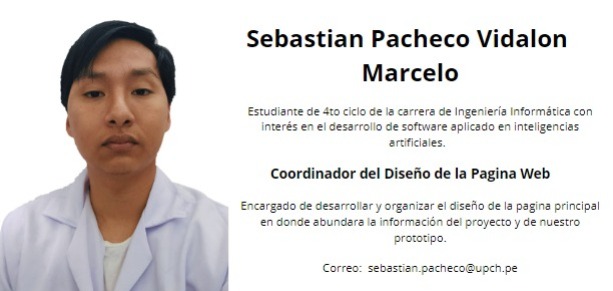 Sebastian Pacheco Vidalon
Marcelo
Estudiante de 4to ciclo de la carrera de Ingeniería Informática con
interés en el desarrollo de software aplicado en inteligencias
artificiales.
Coordinador del Diseño de la Pagina Web
Encargado de desarrollar y organizar el diseño de la pagina principal
en donde abundara la información del proyecto y de nuestro
prototipo.
Correo: sebastian.pacheco@upch.pe